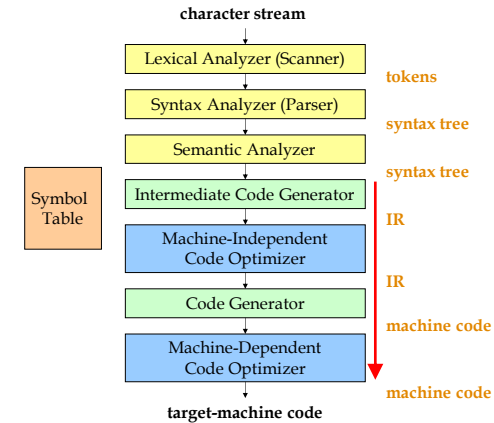 character stream
Lexical Analyzer (Scanner)
tokens
Syntax Analyzer (Parser)
syntax tree
Semantic Analyzer
syntax tree
Symbol
Table
Intermediate Code Generator
IR
Machine-Independent
Code Optimizer
IR
Code Generator
machine code
Machine-Dependent
Code Optimizer
machine code
target-machine code